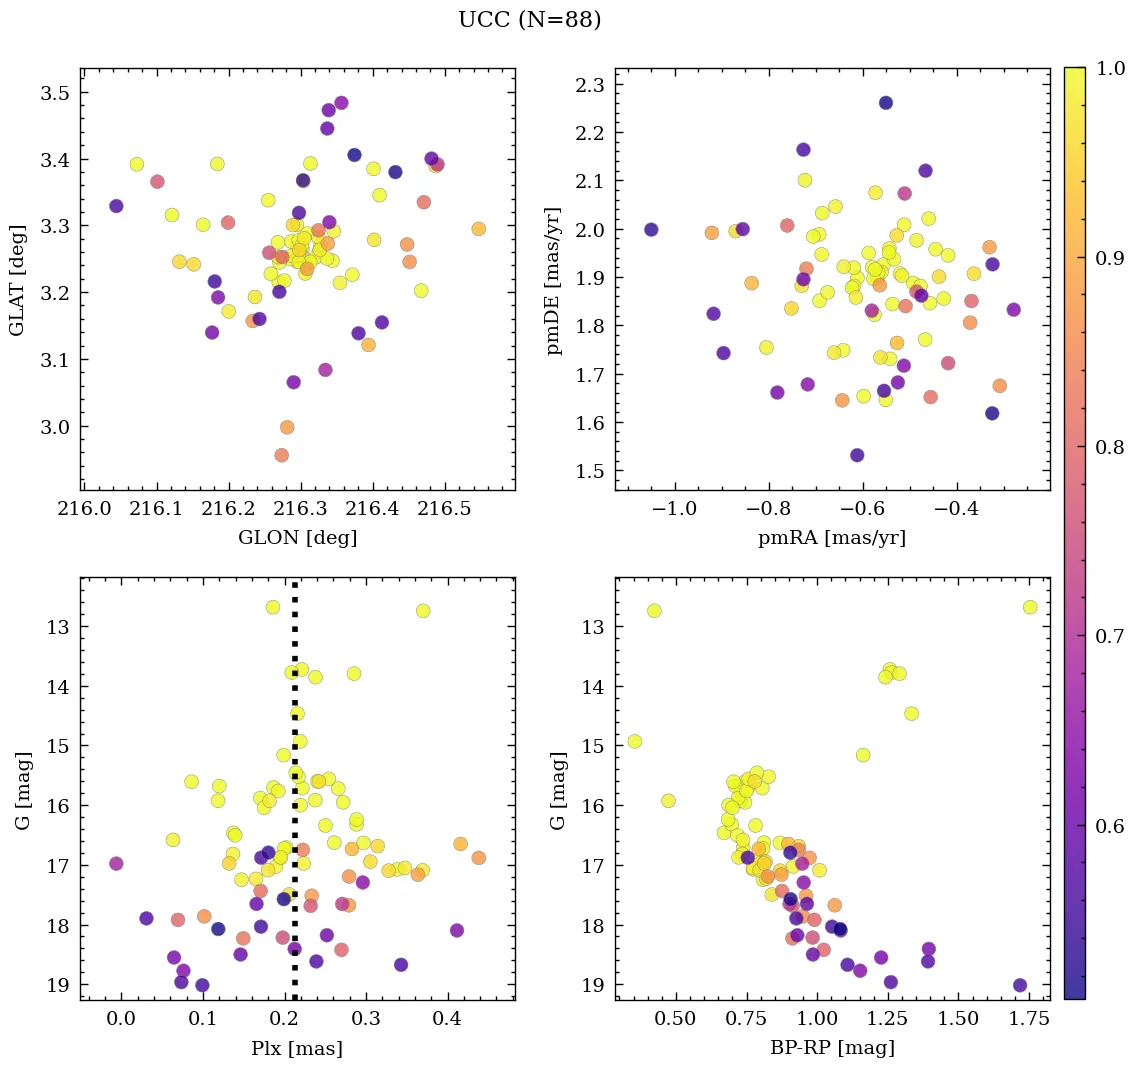 UCC (N=88)
3.5
3.4
3.3
3.2
3.1
3.0
GLAT [deg]
216.0 216.1 216.2 216.3 216.4 216.5
GLON [deg]
2.3
2.2
2.1
2.0
1.9
1.8
1.7
1.6
1.5
pmDE [mas/yr]
−1.0 −0.8 −0.6 −0.4
pmRA [mas/yr]
1.0
0.9
0.8
0.7
0.6
13
14
15
16
17
18
19
G [mag]
0.0 0.1 0.2 0.3 0.4
Plx [mas]
13
14
15
16
17
18
19
G [mag]
0.50 0.75 1.00 1.25 1.50 1.75
BP-RP [mag]